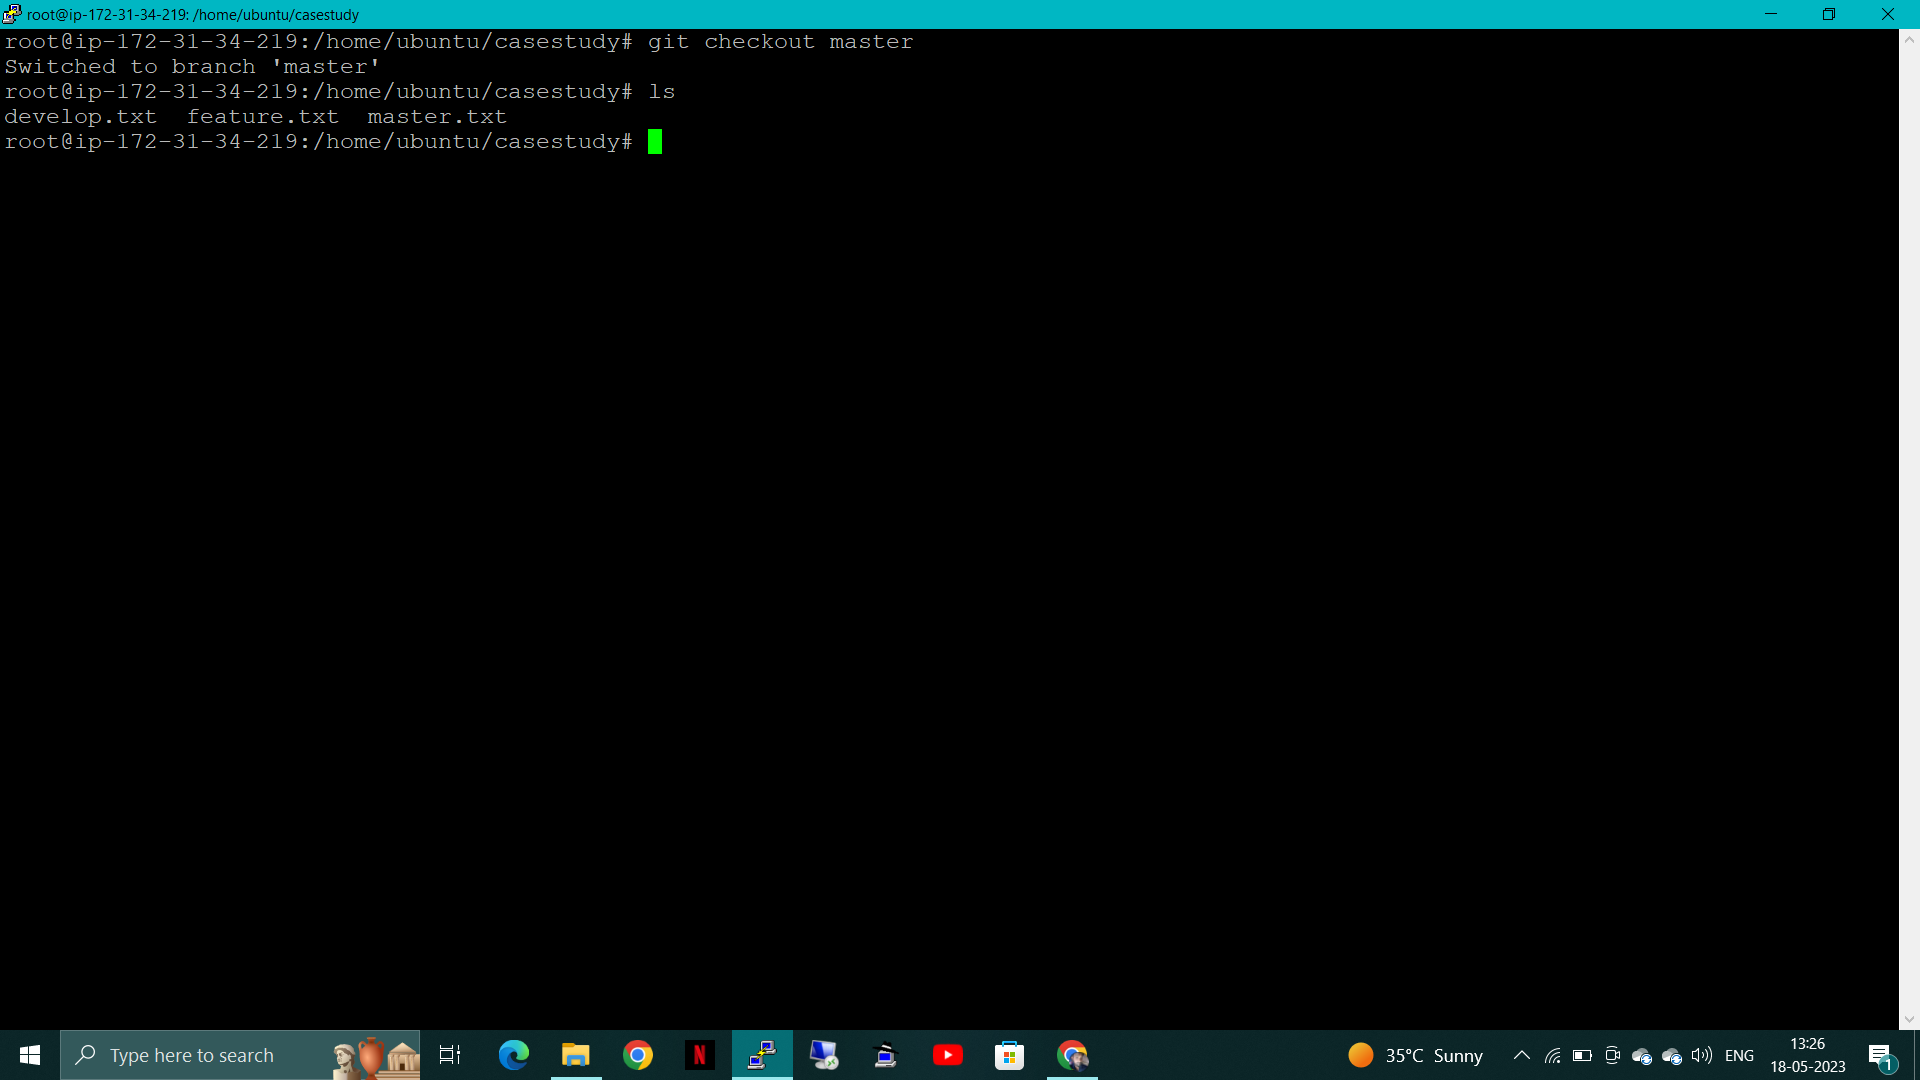 root@ip-172-31-34-219: /home/ubuntu/casestudy
root@ip-172-31-34-219:/home/ubuntu/casestudy# git checkout master
Switched to branch 'master'
root@ip-172-31-34-219:/home/ubuntu/casestudy# ls
develop.txt  feature.txt  master.txt
root@ip-172-31-34-219:/home/ubuntu/casestudy#
Type here to search
N
35°C Sunny
ENG
13:26
18-05-2023
1